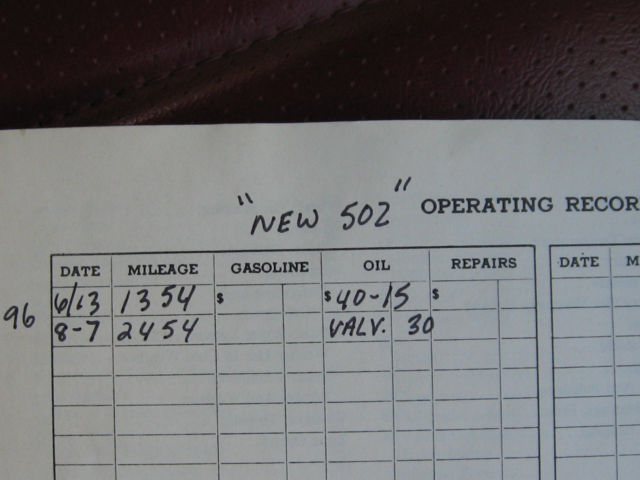 "NEW 502" OPERATING RECOR
DATE MILEAGE GASOLINE OIL REPAIRS DATE M
96 6/13 1354 $ $40-15 $
8-7 2454 VALV. 30